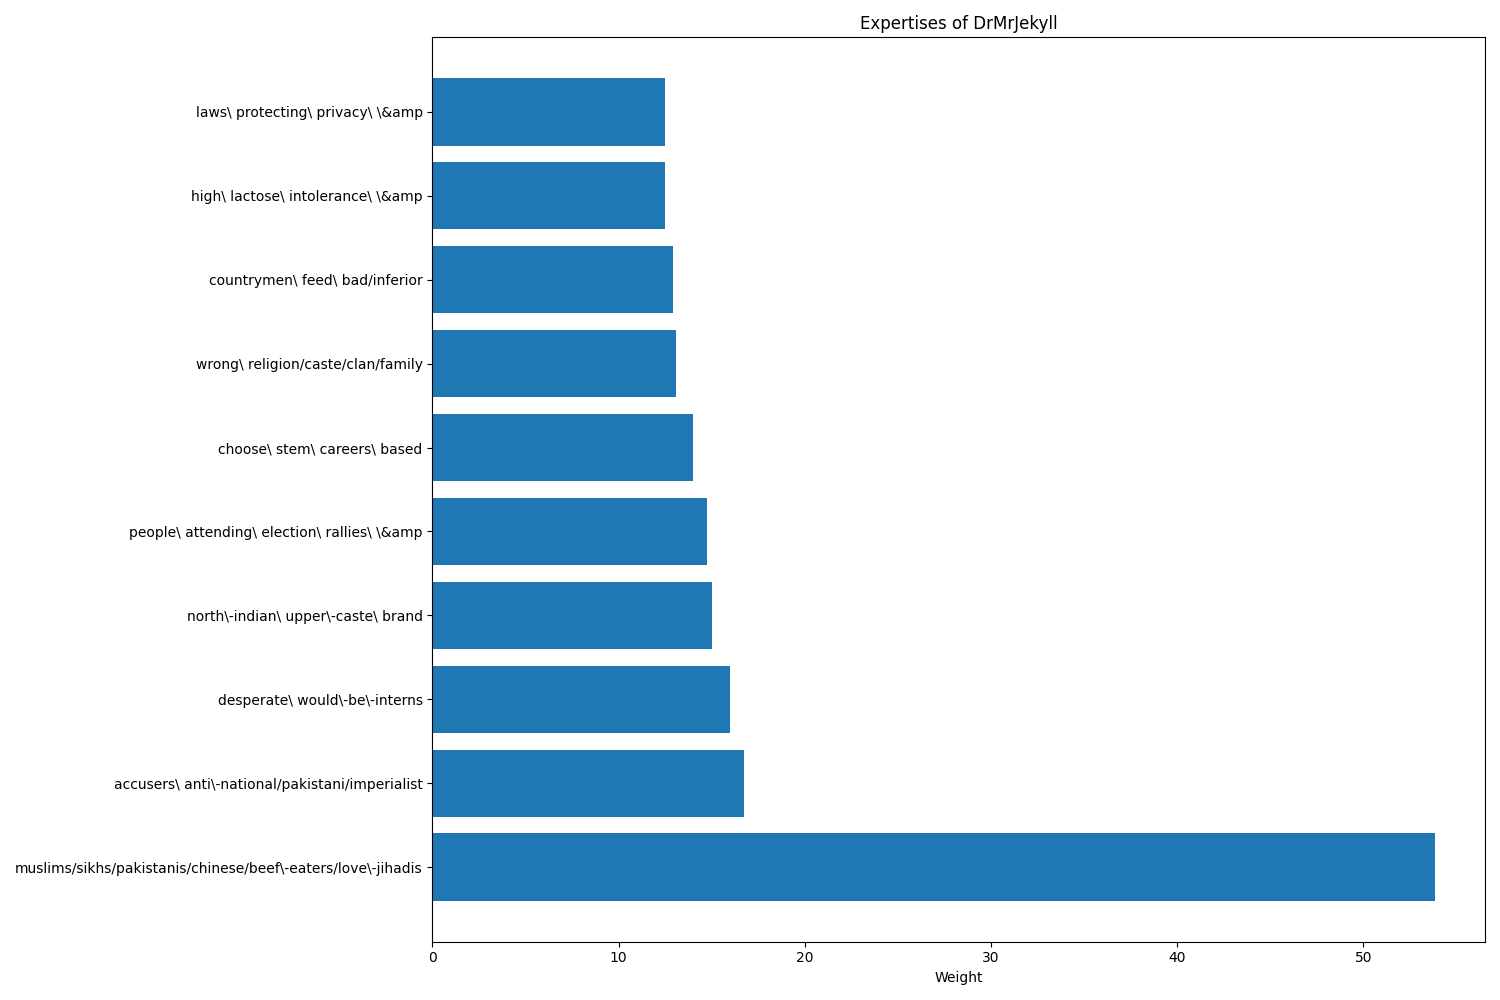 Expertises of DrMrJekyll
laws\ protecting\ privacy\ \&amp
high\ lactose\ intolerance\ \&amp
countrymen\ feed\ bad/inferior
wrong\ religion/caste/clan/family
choose\ stem\ careers\ based
people\ attending\ election\ rallies\ \&amp
north\-indian\ upper\-caste\ brand
desperate\ would\-be\-interns
accusers\ anti\-national/pakistani/imperialist
muslims/sikhs/pakistanis/chinese/beef\-eaters/love\-jihadis
0 10 20 30 40 50
Weight